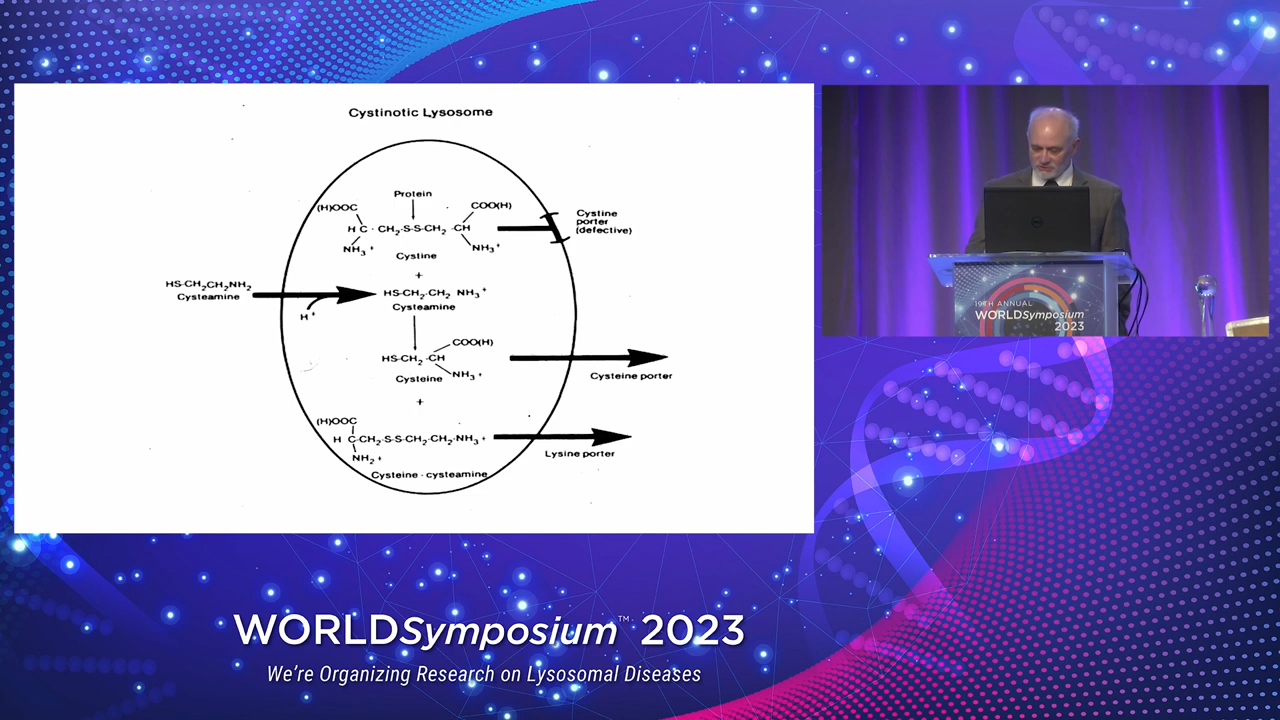 Cystinotic Lysosome
Protein
(H)OOC
COO(H)
H C · CH₂-S-S-CH₂ -CH
NH₃⁺
NH₃⁺
Cystine
Cystine
porter
(defective)
+
HS-CH₂CH₂NH₂
Cysteamine
H⁺
HS-CH₂-CH₂ NH₃⁺
Cysteamine
COO(H)
HS-CH₂ -CH
NH₃⁺
Cysteine
Cysteine porter
+
(H)OOC
H C-CH₂-S-S-CH₂-CH₂-NH₃⁺
NH₂⁺
Cysteine - cysteamine
Lysine porter
DELL
19TH ANNUAL
WORLDSymposium
2023
WORLDSymposium™ 2023
We're Organizing Research on Lysosomal Diseases